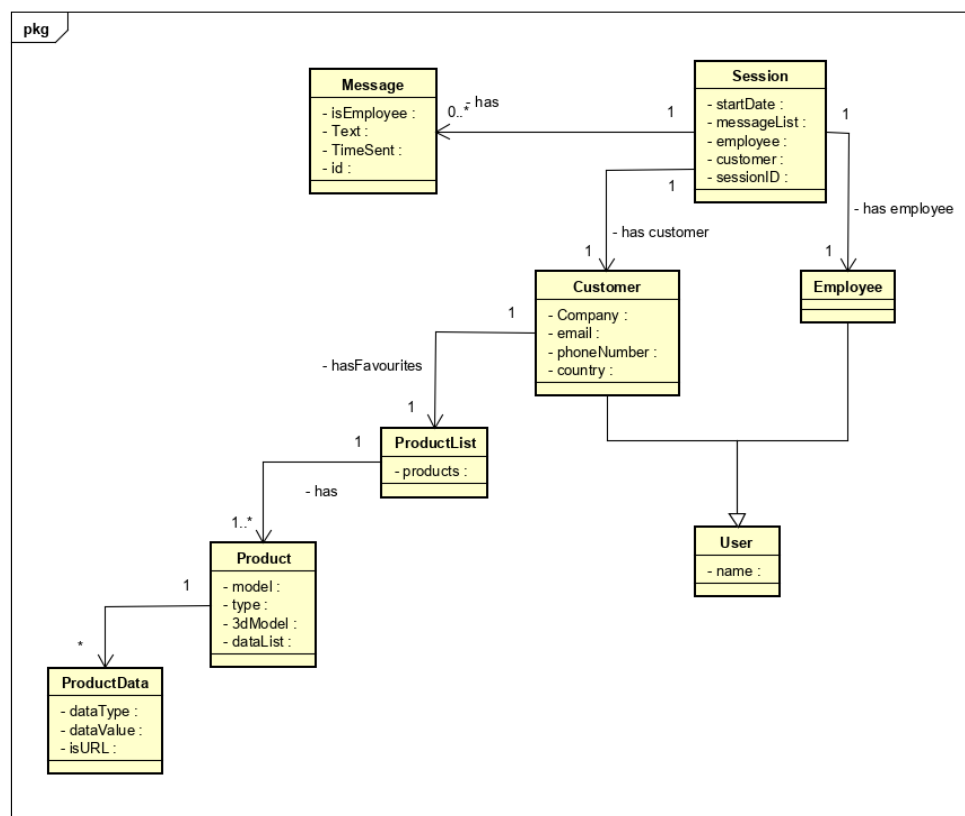 pkg
Message
- isEmployee :
- Text :
- TimeSent :
- id :
Session
- startDate :
- messageList :
- employee :
- customer :
- sessionID :
- has
0..*
1
1
1
- has employee
- has customer
1
1
Customer
- Company :
- email :
- phoneNumber :
- country :
Employee
1
- hasFavourites
1
ProductList
- products :
1
- has
1..*
Product
- model :
- type :
- 3dModel :
- dataList :
User
- name :
1
*
ProductData
- dataType :
- dataValue :
- isURL :